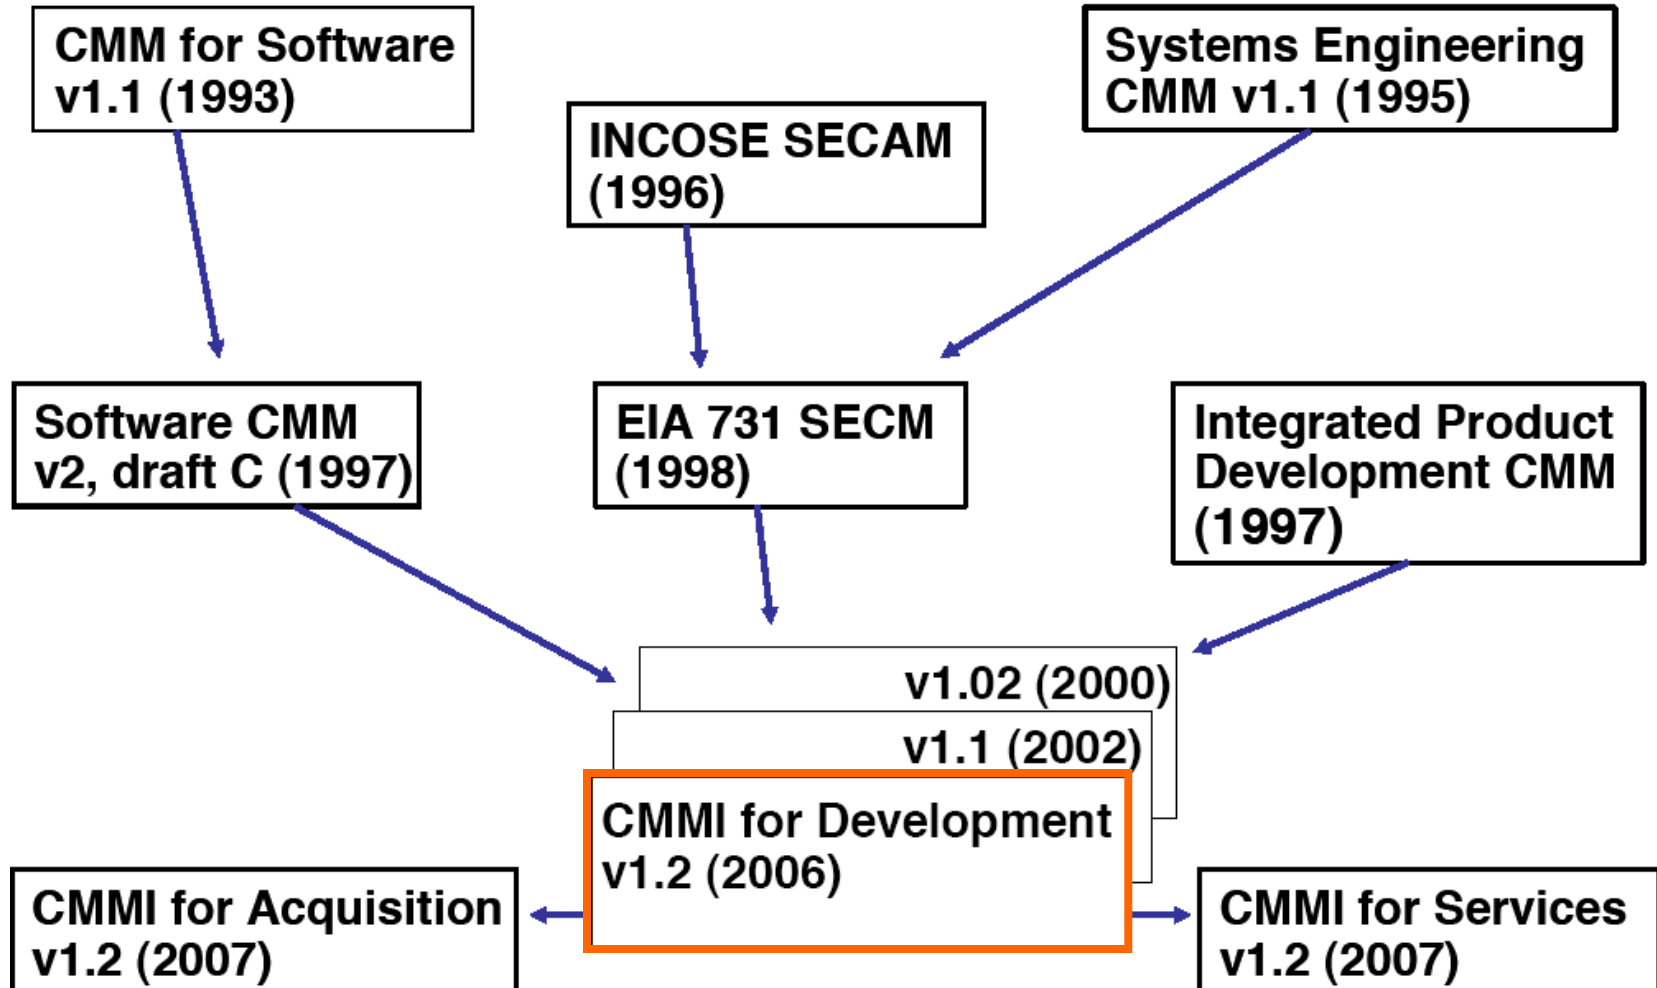 CMM for Software
v1.1 (1993)
Systems Engineering
CMM v1.1 (1995)
INCOSE SECAM
(1996)
Software CMM
v2, draft C (1997)
EIA 731 SECM
(1998)
Integrated Product
Development CMM
(1997)
v1.02 (2000)
v1.1 (2002)
CMMI for Development
v1.2 (2006)
CMMI for Acquisition
v1.2 (2007)
CMMI for Services
v1.2 (2007)